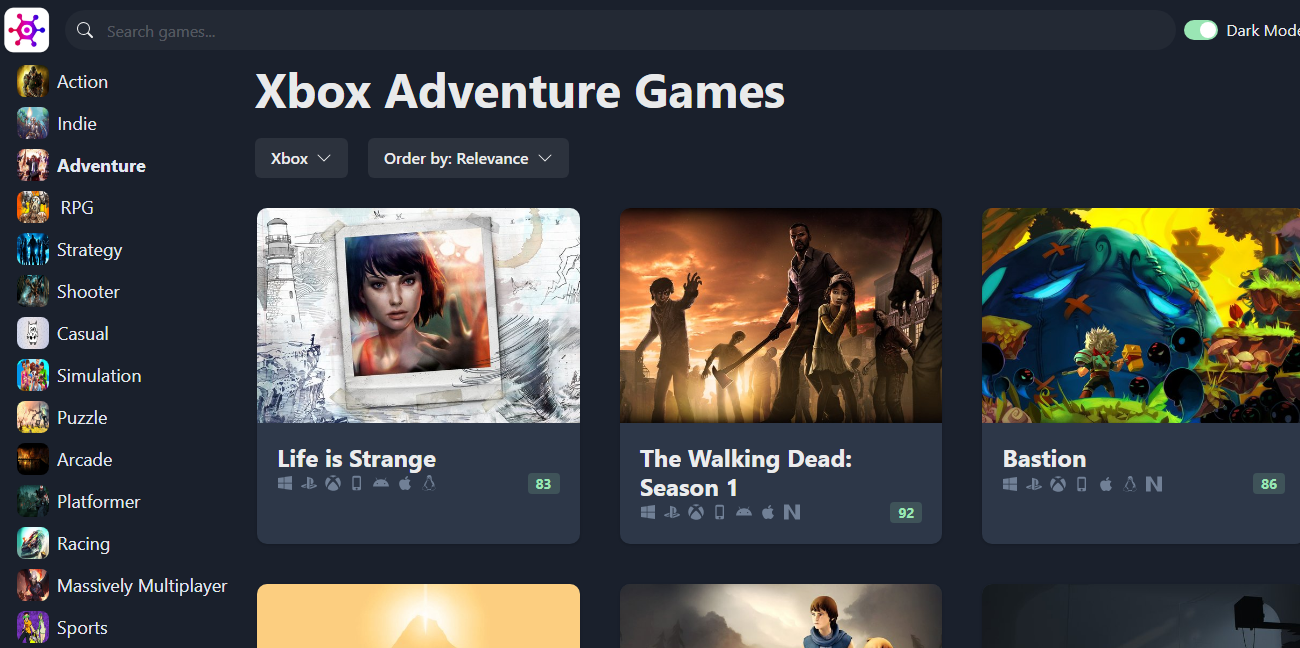 Search games...
Dark Mode
Action
Indie
Adventure
RPG
Strategy
Shooter
Casual
Simulation
Puzzle
Arcade
Platformer
Racing
Massively Multiplayer
Sports
Xbox Adventure Games
Xbox
Order by: Relevance
Life is Strange
83
The Walking Dead:
Season 1
92
Bastion
86